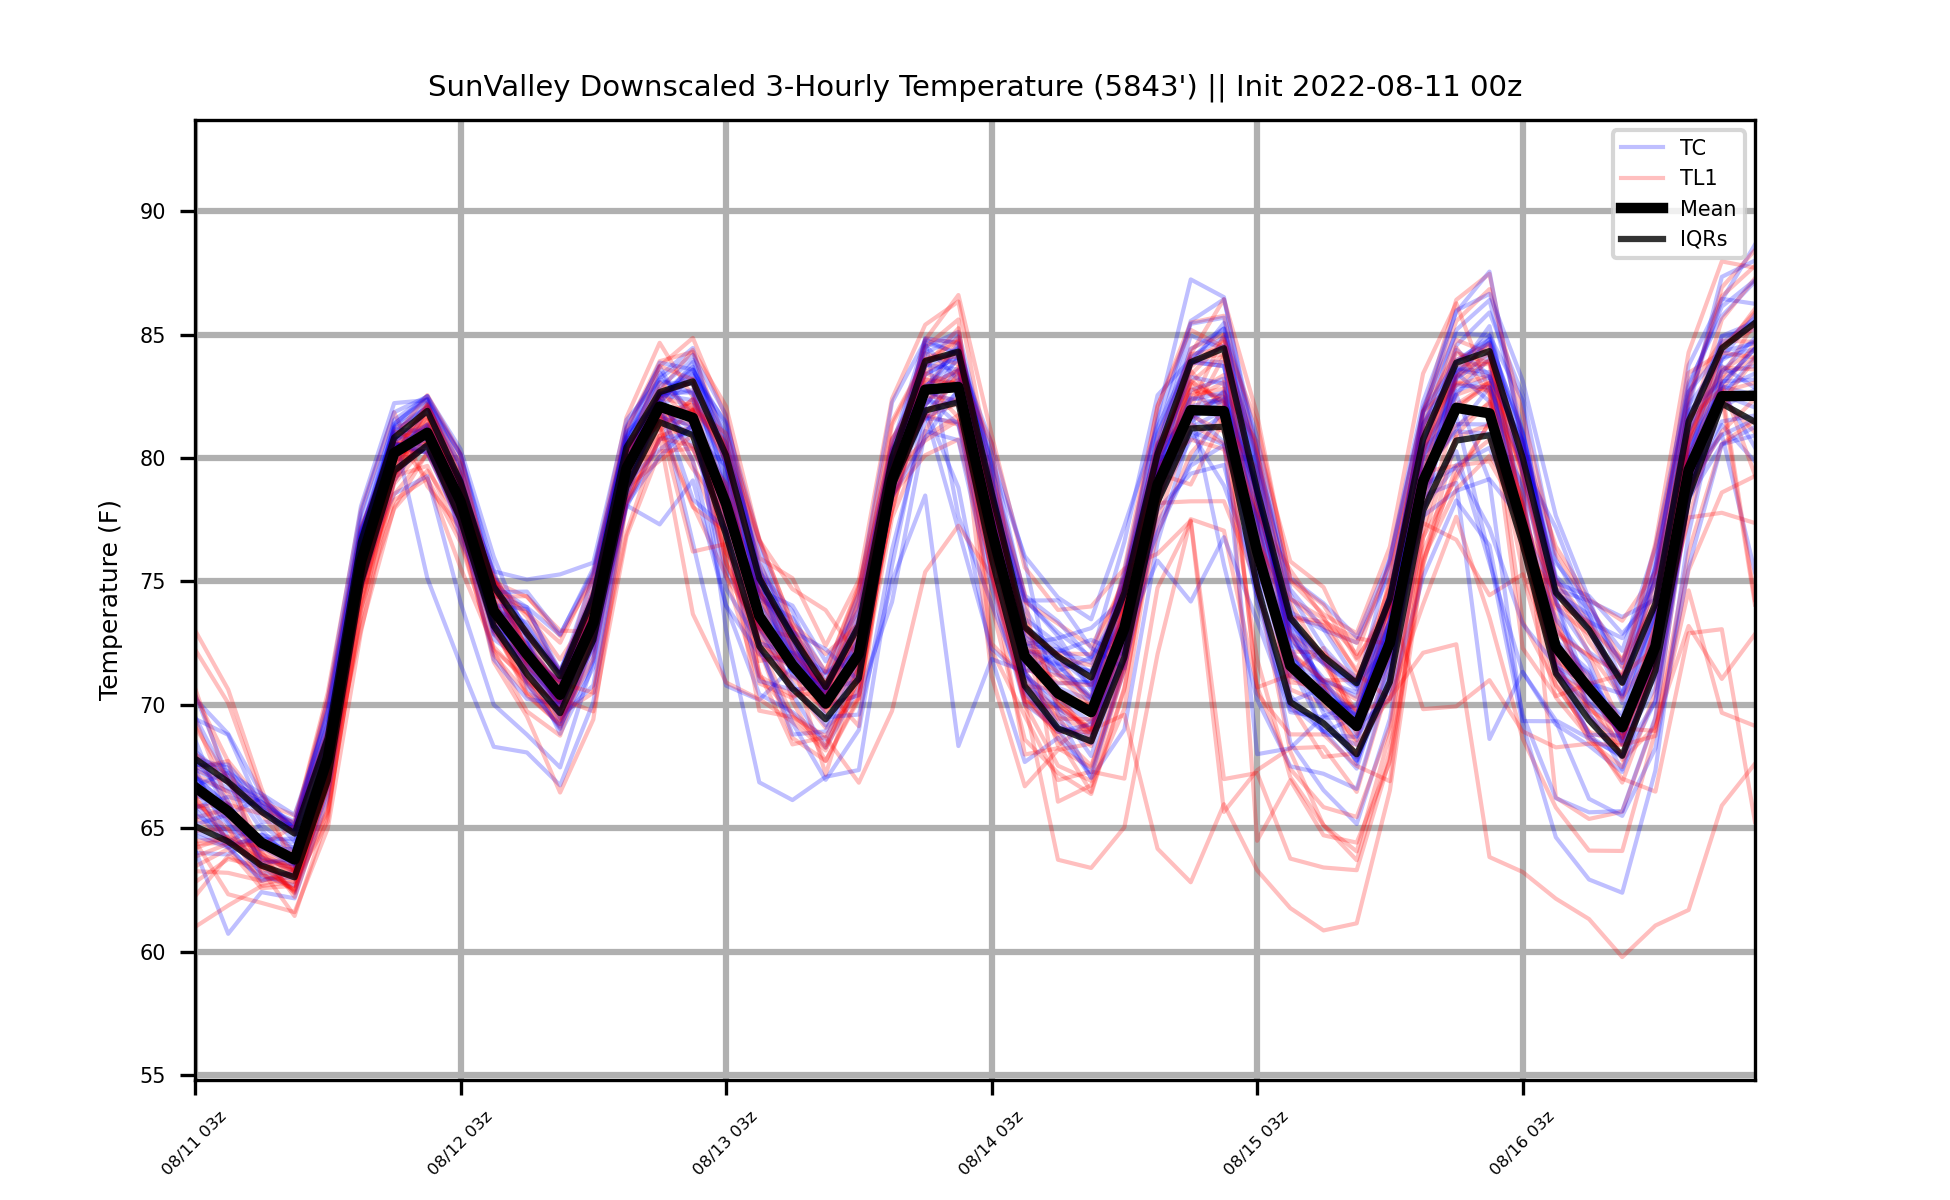 SunValley Downscaled 3-Hourly Temperature (5843') || Init 2022-08-11 00z
TC
TL1
Mean
IQRs
Temperature (F)
90
85
80
75
70
65
60
55
08/11 03z
08/12 03z
08/13 03z
08/14 03z
08/15 03z
08/16 03z